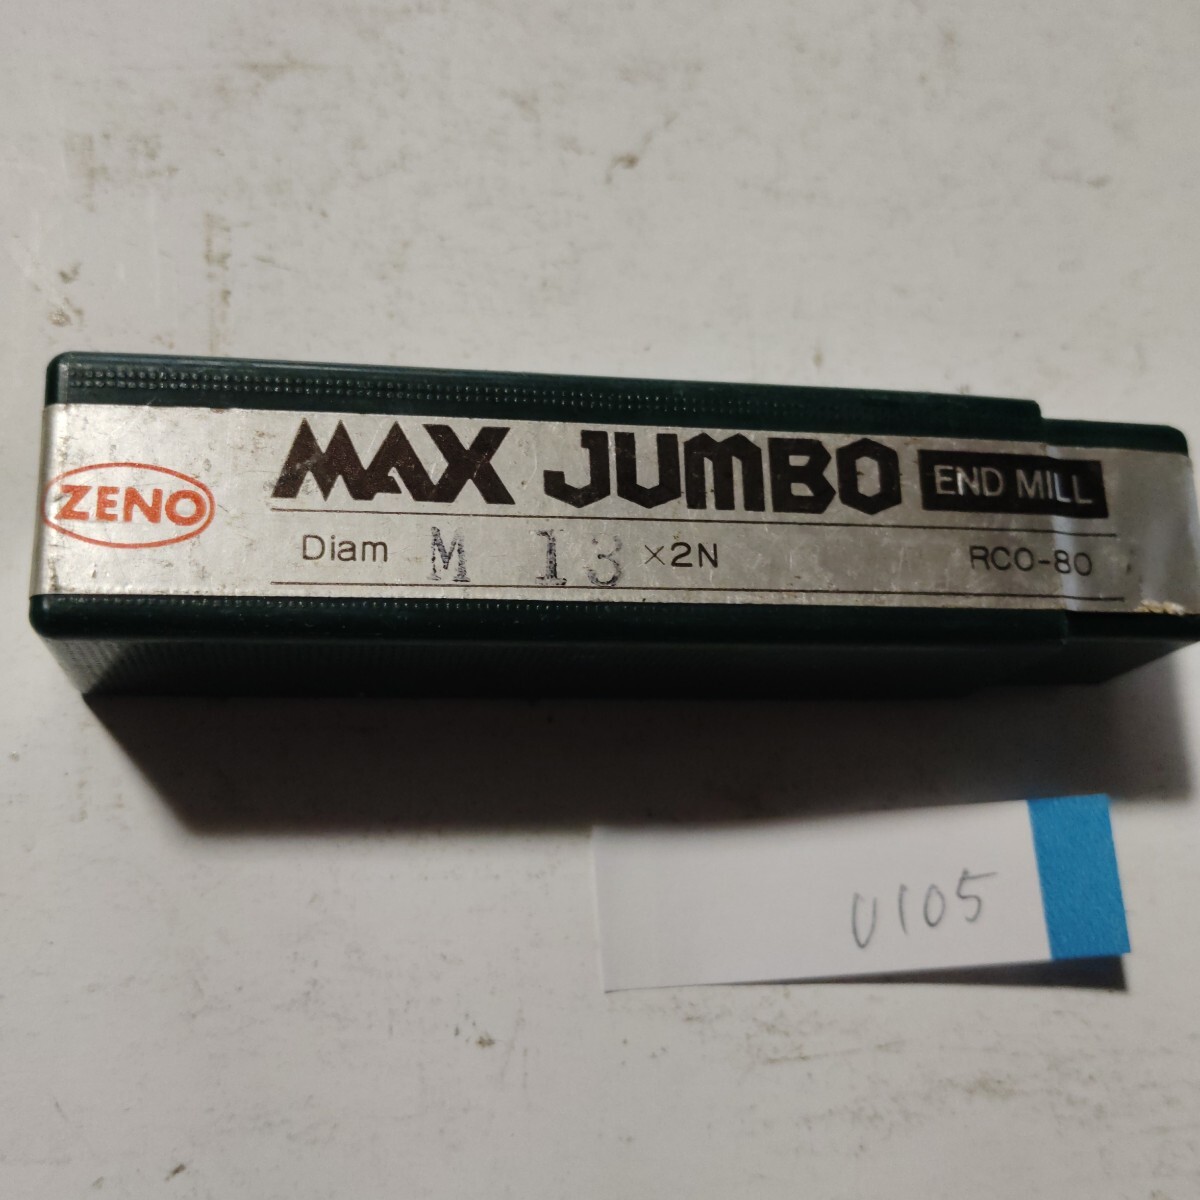 ZENO
MAX JUMBO END MILL
Diam M 13 ×2N RCO-80
U105